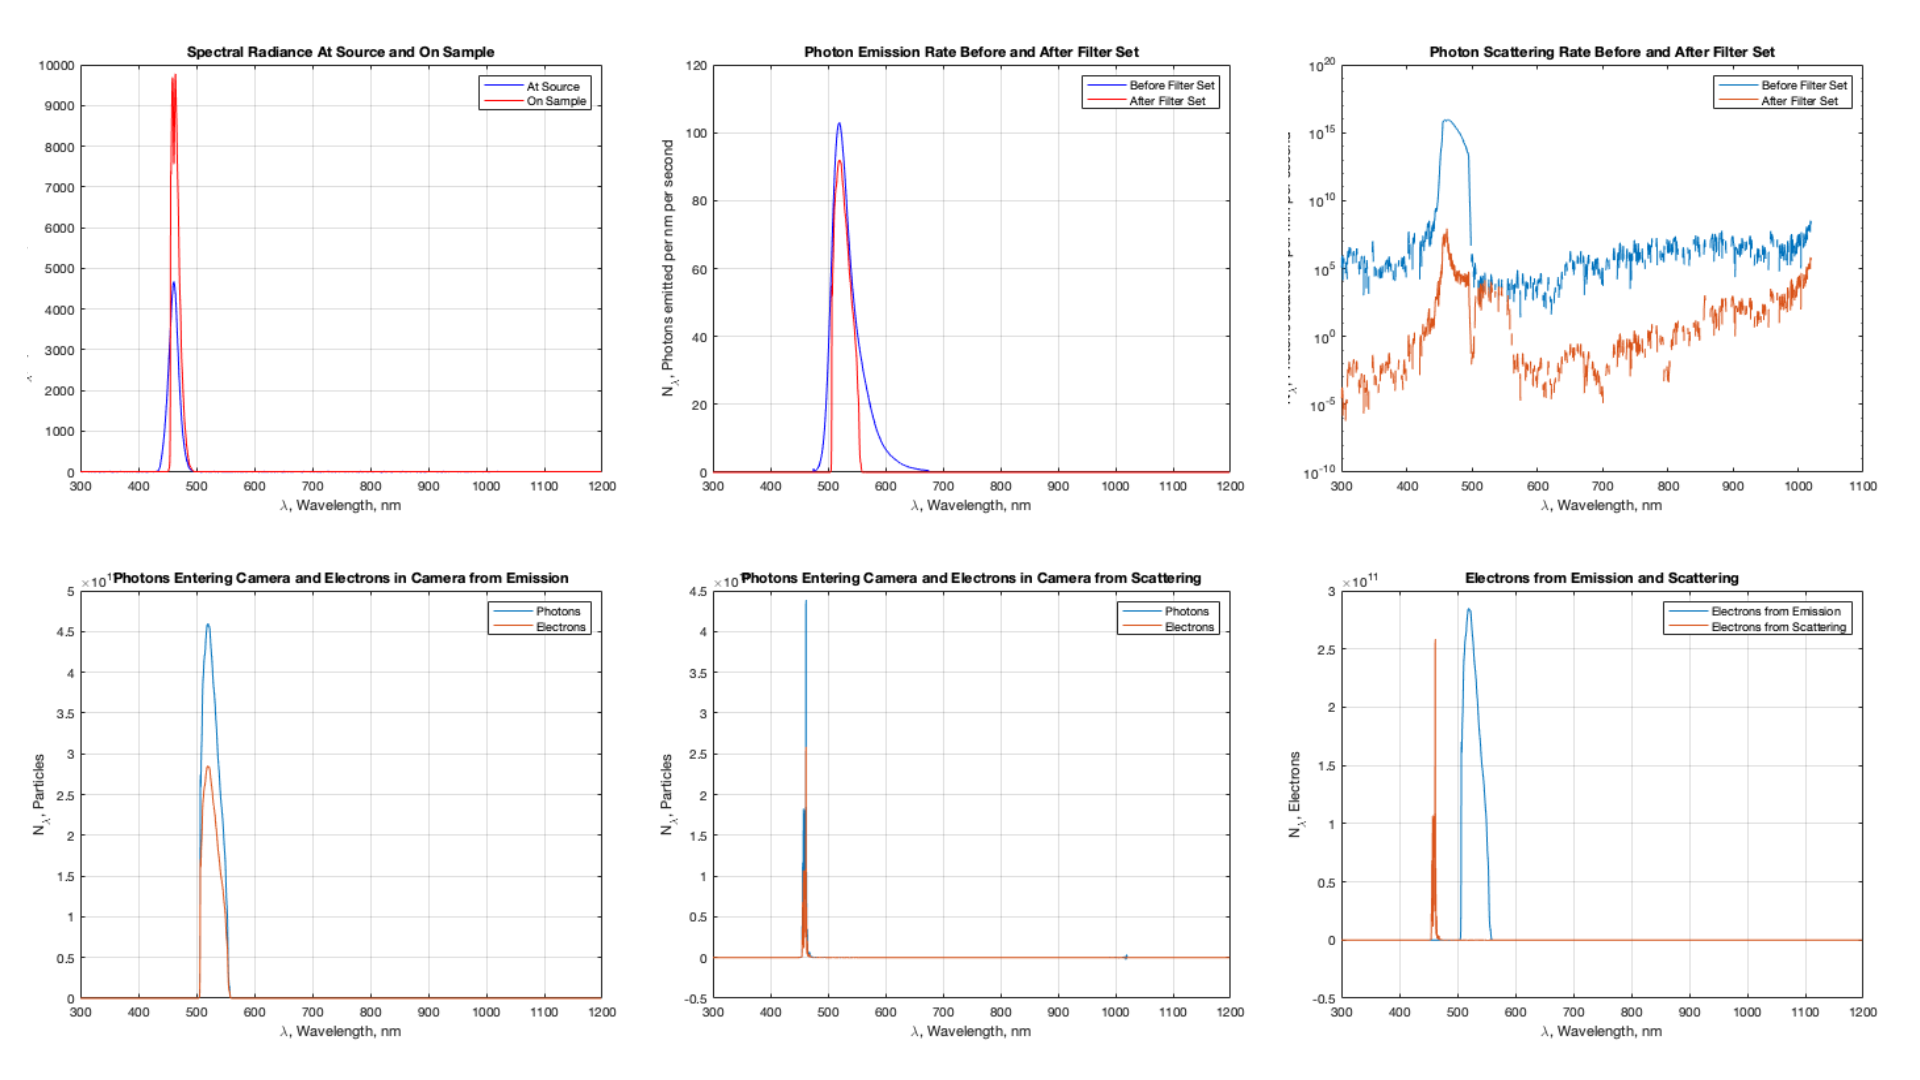 Spectral Radiance At Source and On Sample
10000
9000
8000
7000
6000
5000
4000
3000
2000
1000
0
At Source
On Sample
300 400 500 600 700 800 900 1000 1100 1200
λ, Wavelength, nm
Photon Emission Rate Before and After Filter Set
120
100
80
60
40
20
0
Nλ, Photons emitted per nm per second
Before Filter Set
After Filter Set
300 400 500 600 700 800 900 1000 1100 1200
λ, Wavelength, nm
Photon Scattering Rate Before and After Filter Set
10^20
10^15
10^10
10^5
10^0
10^-5
10^-10
Before Filter Set
After Filter Set
300 400 500 600 700 800 900 1000 1100
λ, Wavelength, nm
Photons Entering Camera and Electrons in Camera from Emission
5
4.5
4
3.5
3
2.5
2
1.5
1
0.5
0
Nλ, Particles
Photons
Electrons
300 400 500 600 700 800 900 1000 1100 1200
λ, Wavelength, nm
Photons Entering Camera and Electrons in Camera from Scattering
4.5
4
3.5
3
2.5
2
1.5
1
0.5
0
-0.5
Nλ, Particles
Photons
Electrons
300 400 500 600 700 800 900 1000 1100 1200
λ, Wavelength, nm
×10^11
Electrons from Emission and Scattering
3
2.5
2
1.5
1
0.5
0
-0.5
Nλ, Electrons
Electrons from Emission
Electrons from Scattering
300 400 500 600 700 800 900 1000 1100 1200
λ, Wavelength, nm